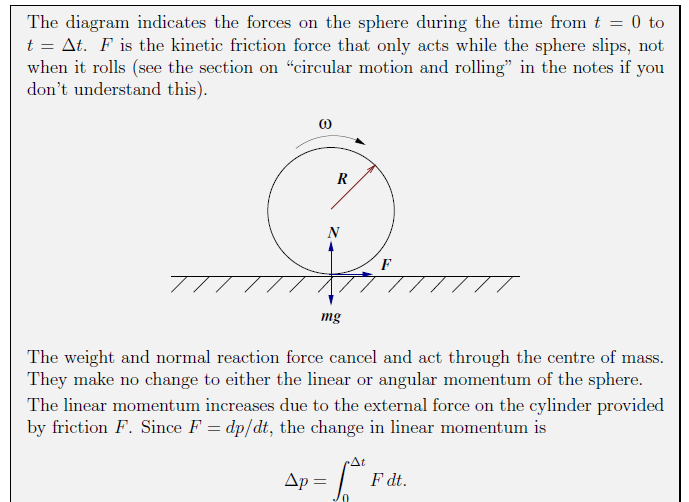 The diagram indicates the forces on the sphere during the time from t = 0 to
t = Δt. F is the kinetic friction force that only acts while the sphere slips, not
when it rolls (see the section on “circular motion and rolling” in the notes if you
don’t understand this).
ω
R
N
F
mg
The weight and normal reaction force cancel and act through the centre of mass.
They make no change to either the linear or angular momentum of the sphere.
The linear momentum increases due to the external force on the cylinder provided
by friction F. Since F = dp/dt, the change in linear momentum is
Δp = ∫₀^Δt F dt.